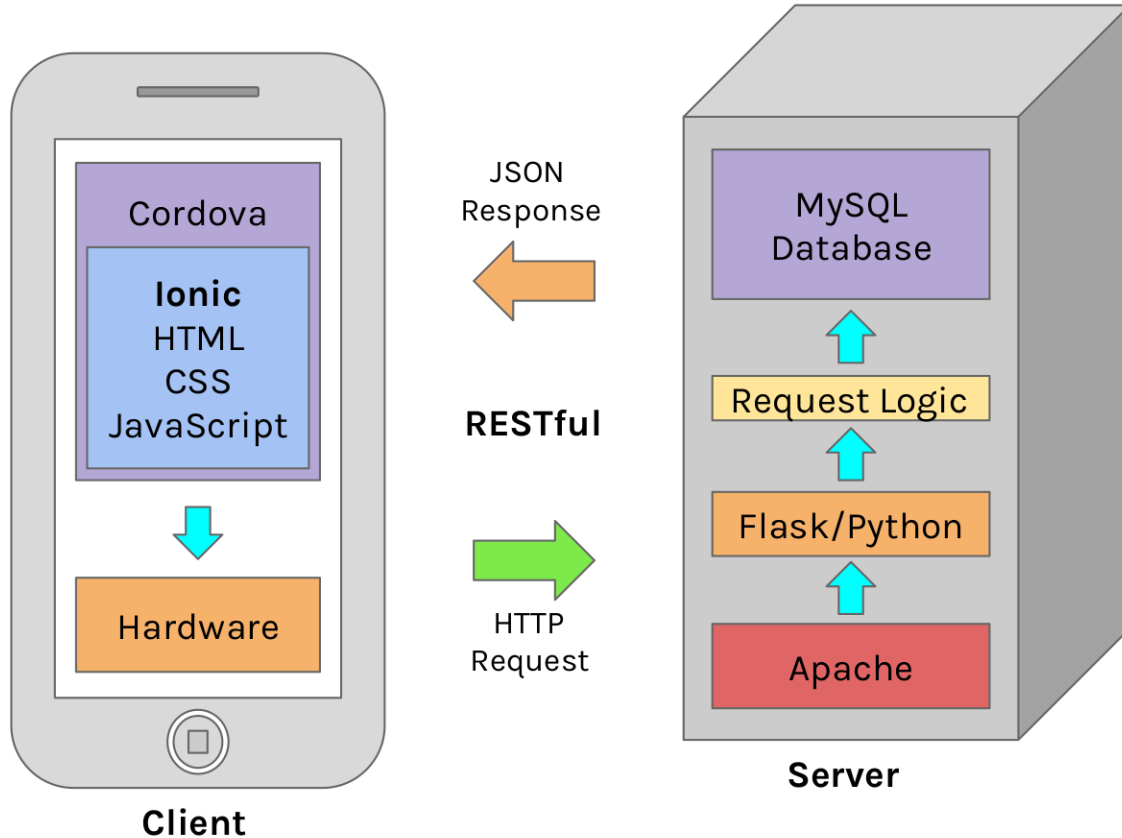 Cordova
Ionic
HTML
CSS
JavaScript
Hardware
Client
JSON
Response
RESTful
HTTP
Request
MySQL
Database
Request Logic
Flask/Python
Apache
Server